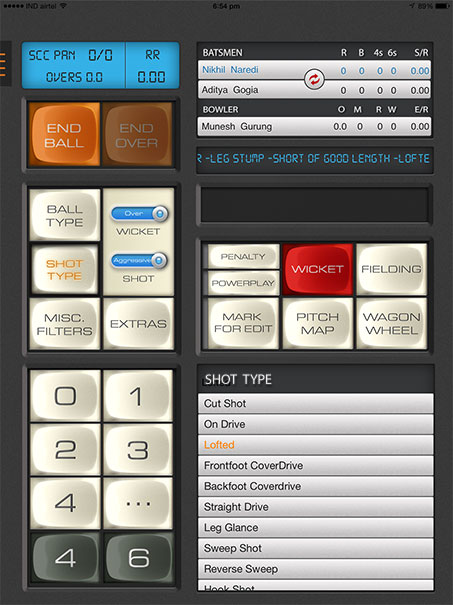 IND airtel 6:54 pm 89%
SCC PAN 0/0 RR
OVERS 0.0 0.00
BATSMEN R B 4s 6s S/R
Nikhil Naredi 0 0 0 0 0.00
Aditya Gogia 0 0 0 0 0.00
BOWLER O M R W E/R
Munesh Gurung 0.0 0 0 0 0.00
END BALL
END OVER
R -LEG STUMP -SHORT OF GOOD LENGTH -LOFTE
BALL TYPE
Over
WICKET
SHOT TYPE
Aggressive
SHOT
MISC. FILTERS
EXTRAS
PENALTY
POWERPLAY
WICKET
FIELDING
MARK FOR EDIT
PITCH MAP
WAGON WHEEL
0 1
2 3
4 ...
4 6
SHOT TYPE
Cut Shot
On Drive
Lofted
Frontfoot CoverDrive
Backfoot Coverdrive
Straight Drive
Leg Glance
Sweep Shot
Reverse Sweep
Hook Shot